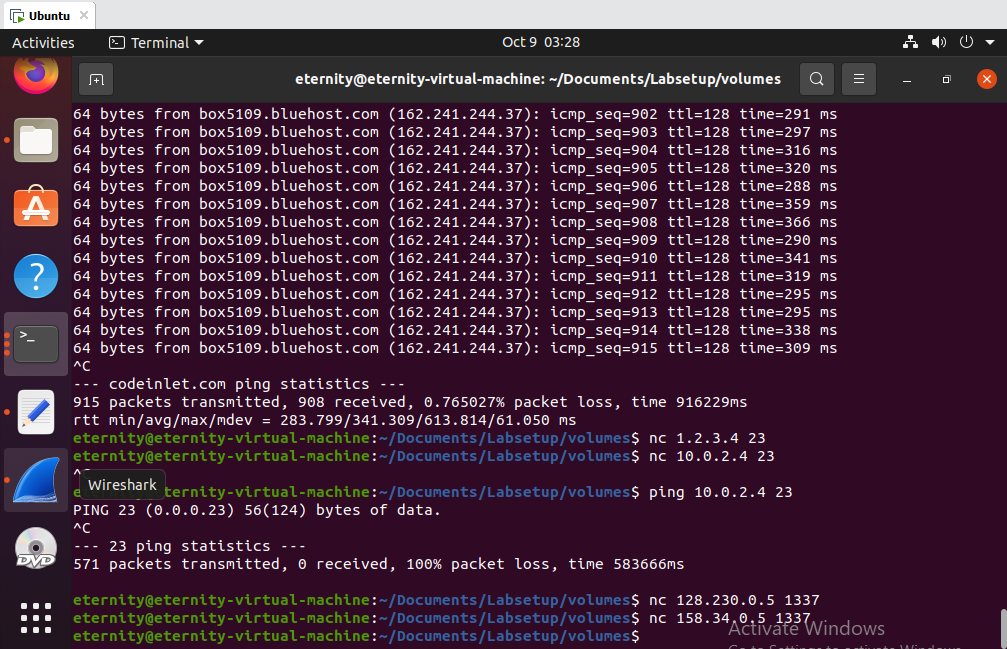 Ubuntu
Activities Terminal Oct 9 03:28
eternity@eternity-virtual-machine: ~/Documents/Labsetup/volumes
64 bytes from box5109.bluehost.com (162.241.244.37): icmp_seq=902 ttl=128 time=291 ms
64 bytes from box5109.bluehost.com (162.241.244.37): icmp_seq=903 ttl=128 time=297 ms
64 bytes from box5109.bluehost.com (162.241.244.37): icmp_seq=904 ttl=128 time=316 ms
64 bytes from box5109.bluehost.com (162.241.244.37): icmp_seq=905 ttl=128 time=320 ms
64 bytes from box5109.bluehost.com (162.241.244.37): icmp_seq=906 ttl=128 time=288 ms
64 bytes from box5109.bluehost.com (162.241.244.37): icmp_seq=907 ttl=128 time=359 ms
64 bytes from box5109.bluehost.com (162.241.244.37): icmp_seq=908 ttl=128 time=366 ms
64 bytes from box5109.bluehost.com (162.241.244.37): icmp_seq=909 ttl=128 time=290 ms
64 bytes from box5109.bluehost.com (162.241.244.37): icmp_seq=910 ttl=128 time=341 ms
64 bytes from box5109.bluehost.com (162.241.244.37): icmp_seq=911 ttl=128 time=319 ms
64 bytes from box5109.bluehost.com (162.241.244.37): icmp_seq=912 ttl=128 time=295 ms
64 bytes from box5109.bluehost.com (162.241.244.37): icmp_seq=913 ttl=128 time=295 ms
64 bytes from box5109.bluehost.com (162.241.244.37): icmp_seq=914 ttl=128 time=338 ms
64 bytes from box5109.bluehost.com (162.241.244.37): icmp_seq=915 ttl=128 time=309 ms
^C
--- codeinlet.com ping statistics ---
915 packets transmitted, 908 received, 0.765027% packet loss, time 916229ms
rtt min/avg/max/mdev = 283.799/341.309/613.814/61.050 ms
eternity@eternity-virtual-machine:~/Documents/Labsetup/volumes$ nc 1.2.3.4 23
eternity@eternity-virtual-machine:~/Documents/Labsetup/volumes$ nc 10.0.2.4 23
Wireshark
eternity-virtual-machine:~/Documents/Labsetup/volumes$ ping 10.0.2.4 23
PING 23 (0.0.0.23) 56(124) bytes of data.
^C
--- 23 ping statistics ---
571 packets transmitted, 0 received, 100% packet loss, time 583666ms
eternity@eternity-virtual-machine:~/Documents/Labsetup/volumes$ nc 128.230.0.5 1337
eternity@eternity-virtual-machine:~/Documents/Labsetup/volumes$ nc 158.34.0.5 1337
eternity@eternity-virtual-machine:~/Documents/Labsetup/volumes$
Activate Windows
DVD